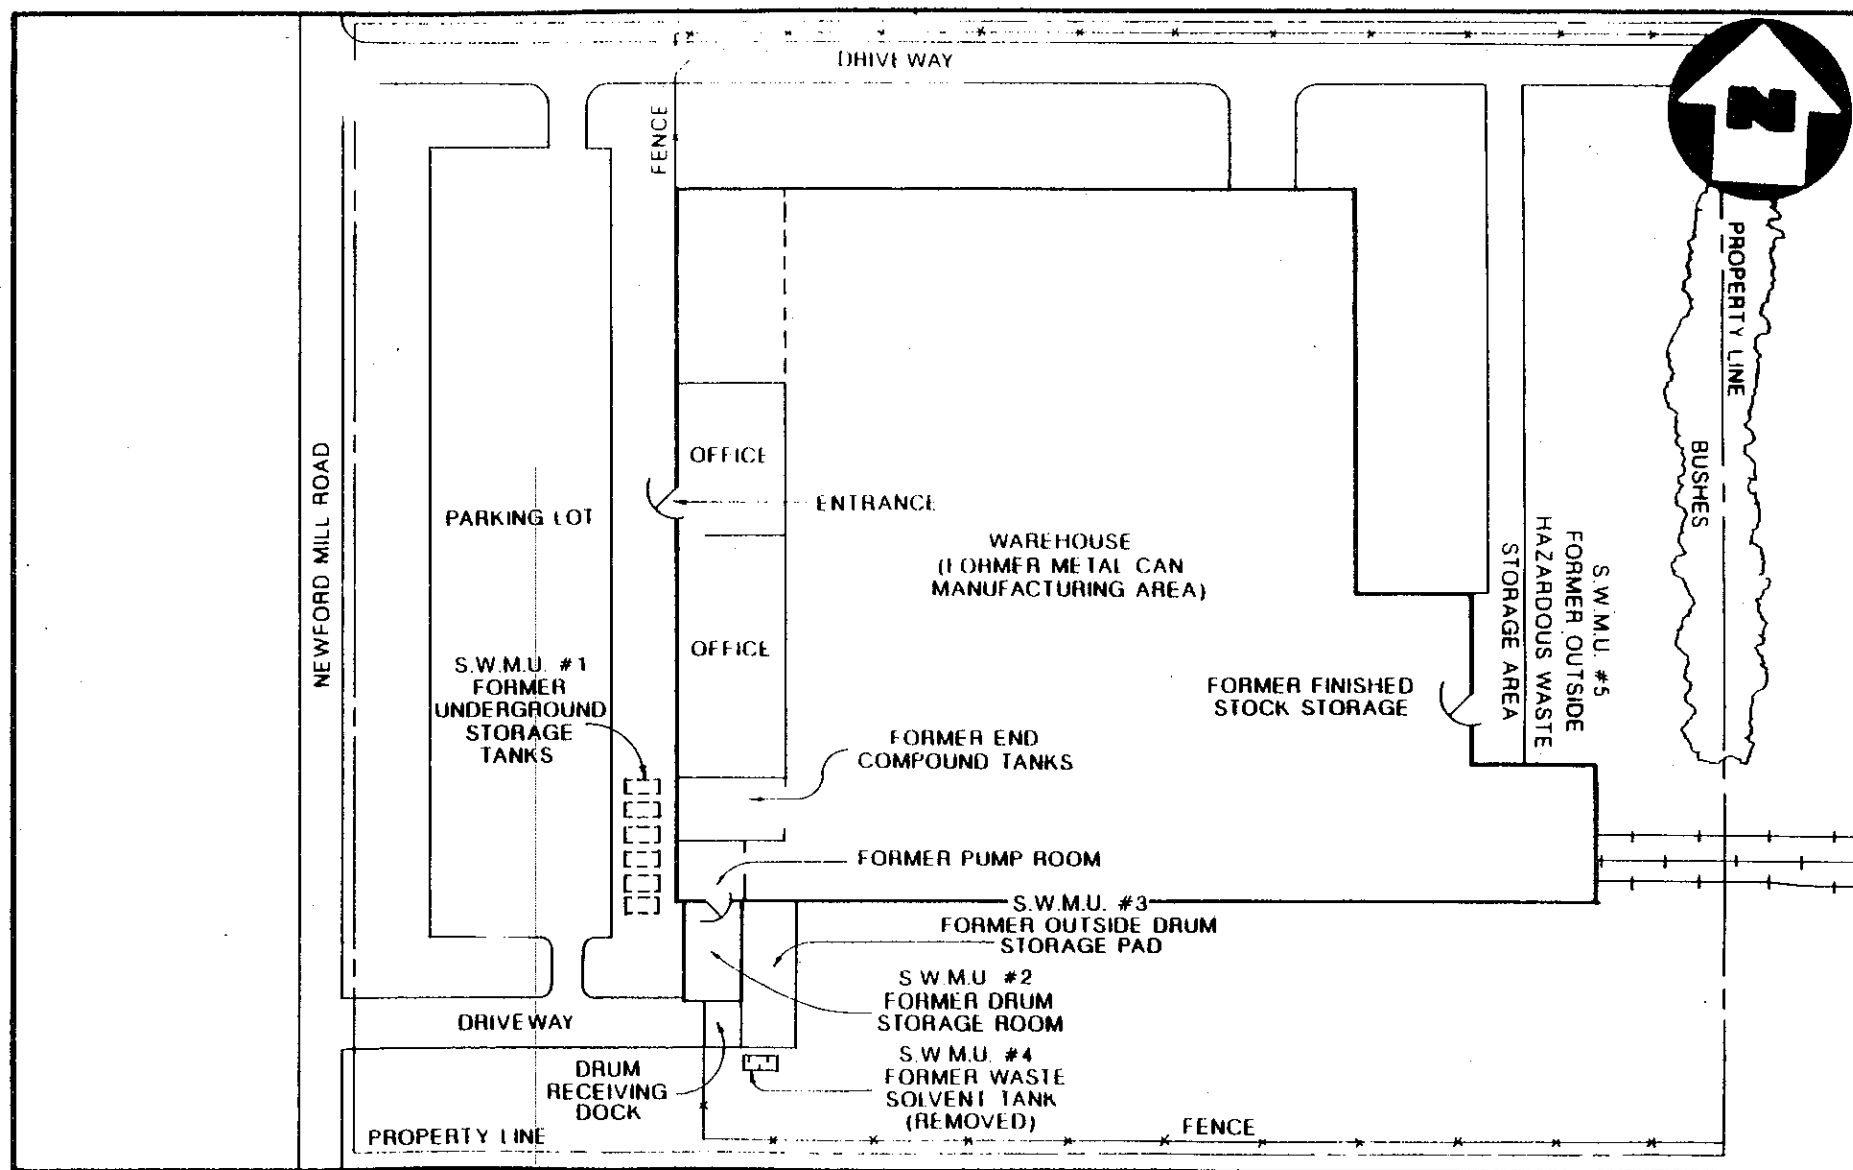 DRIVEWAY
N
FENCE
PROPERTY LINE
BUSHES
NEWFORD MILL ROAD
OFFICE
ENTRANCE
PARKING LOT
WAREHOUSE
(FORMER METAL CAN
MANUFACTURING AREA)
S.W.M.U. #5
FORMER OUTSIDE
HAZARDOUS WASTE
STORAGE AREA
OFFICE
S.W.M.U. #1
FORMER
UNDERGROUND
STORAGE
TANKS
FORMER FINISHED
STOCK STORAGE
FORMER END
COMPOUND TANKS
FORMER PUMP ROOM
S.W.M.U. #3
FORMER OUTSIDE DRUM
STORAGE PAD
S.W.M.U. #2
FORMER DRUM
STORAGE ROOM
DRIVEWAY
S.W.M.U. #4
FORMER WASTE
SOLVENT TANK
(REMOVED)
DRUM
RECEIVING
DOCK
PROPERTY LINE
FENCE